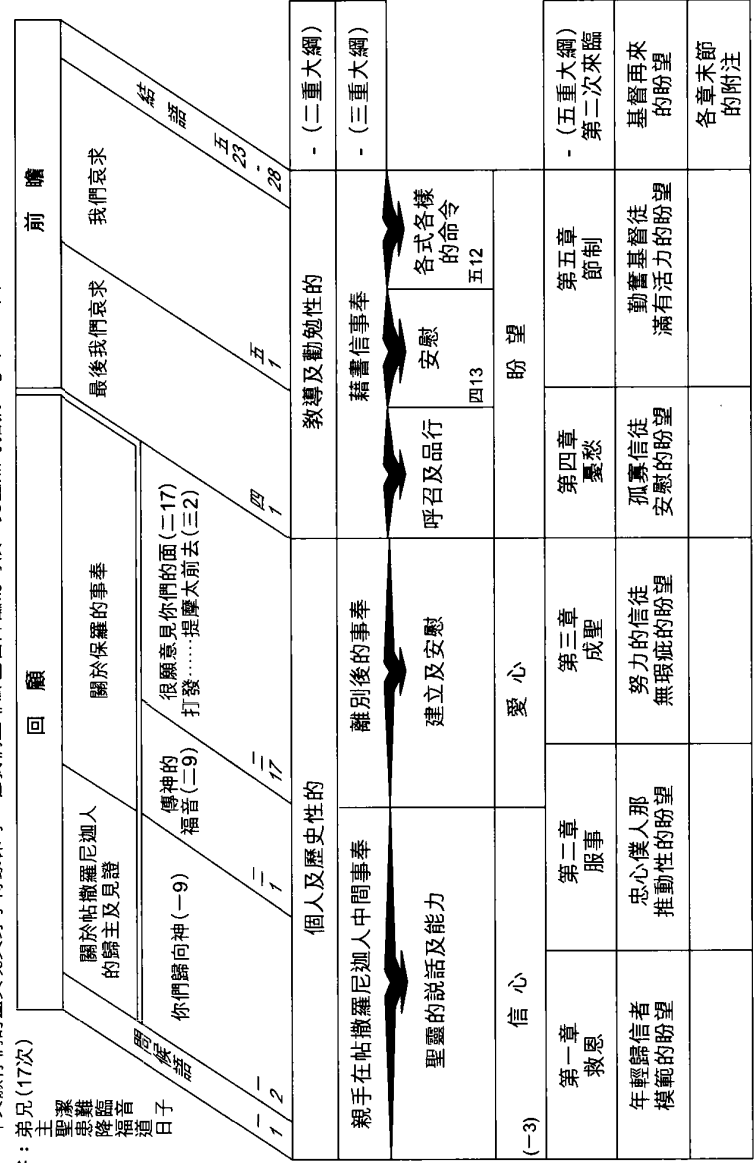 弟兄(17次)
主
聖潔
患難
降臨
福音
道
日子
回顧
前瞻
關於帖撒羅尼迦人
的歸主及見證
關於保羅的事奉
最後我們哀求
我們哀求
問候語
你們歸向神(一9)
傳神的
福音(二9)
很願意見你們的面(二17)
打發……提摩太前去(三2)
結語
一1
一2
二1
二17
四1
五1
五23-28
個人及歷史性的
教導及勸勉性的
-(二重大綱)
親手在帖撒羅尼迦人中間事奉
離別後的事奉
藉書信事奉
-(三重大綱)
聖靈的説話及能力
建立及安慰
呼召及品行
安慰
四13
各式各樣
的命令
五12
(一3)
信心
愛心
盼望
第一章
救恩
第二章
服事
第三章
成聖
第四章
憂愁
第五章
節制
-(五重大綱)
第二次來臨
年輕歸信者
模範的盼望
忠心僕人那
推動性的盼望
努力的信徒
無瑕疵的盼望
孤寡信徒
安慰的盼望
勤奮基督徒
滿有活力的盼望
基督再來
的盼望
各章末節
的附注